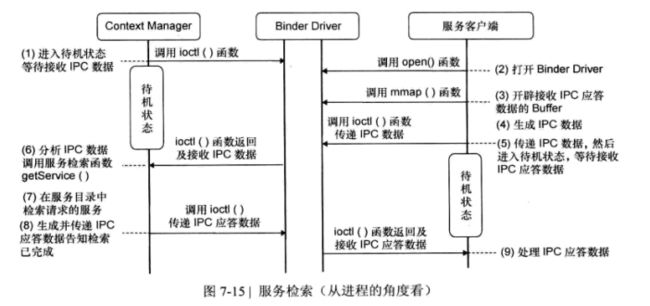 Context Manager
Binder Driver
服务客户端
(1) 进入待机状态
等待接收 IPC 数据
调用 ioctl ( ) 函数
待机状态
调用 open() 函数
(2) 打开 Binder Driver
调用 mmap ( ) 函数
(3) 开辟接收 IPC 应答
数据的 Buffer
(4) 生成 IPC 数据
调用 ioctl ( ) 函数
传递 IPC 数据
(5) 传递 IPC 数据，然后
进入待机状态，等待接收
IPC 应答数据
(6) 分析 IPC 数据
调用服务检索函数
getService ( )
ioctl ( ) 函数返回
及接收 IPC 数据
待机状态
(7) 在服务目录中
检索请求的服务
(8) 生成并传递 IPC
应答数据告知检索
已完成
调用 ioctl()
传递 IPC 应答数据
ioctl ( ) 函数返回及
接收 IPC 应答数据
(9) 处理 IPC 应答数据
图 7-15 | 服务检索（从进程的角度看）